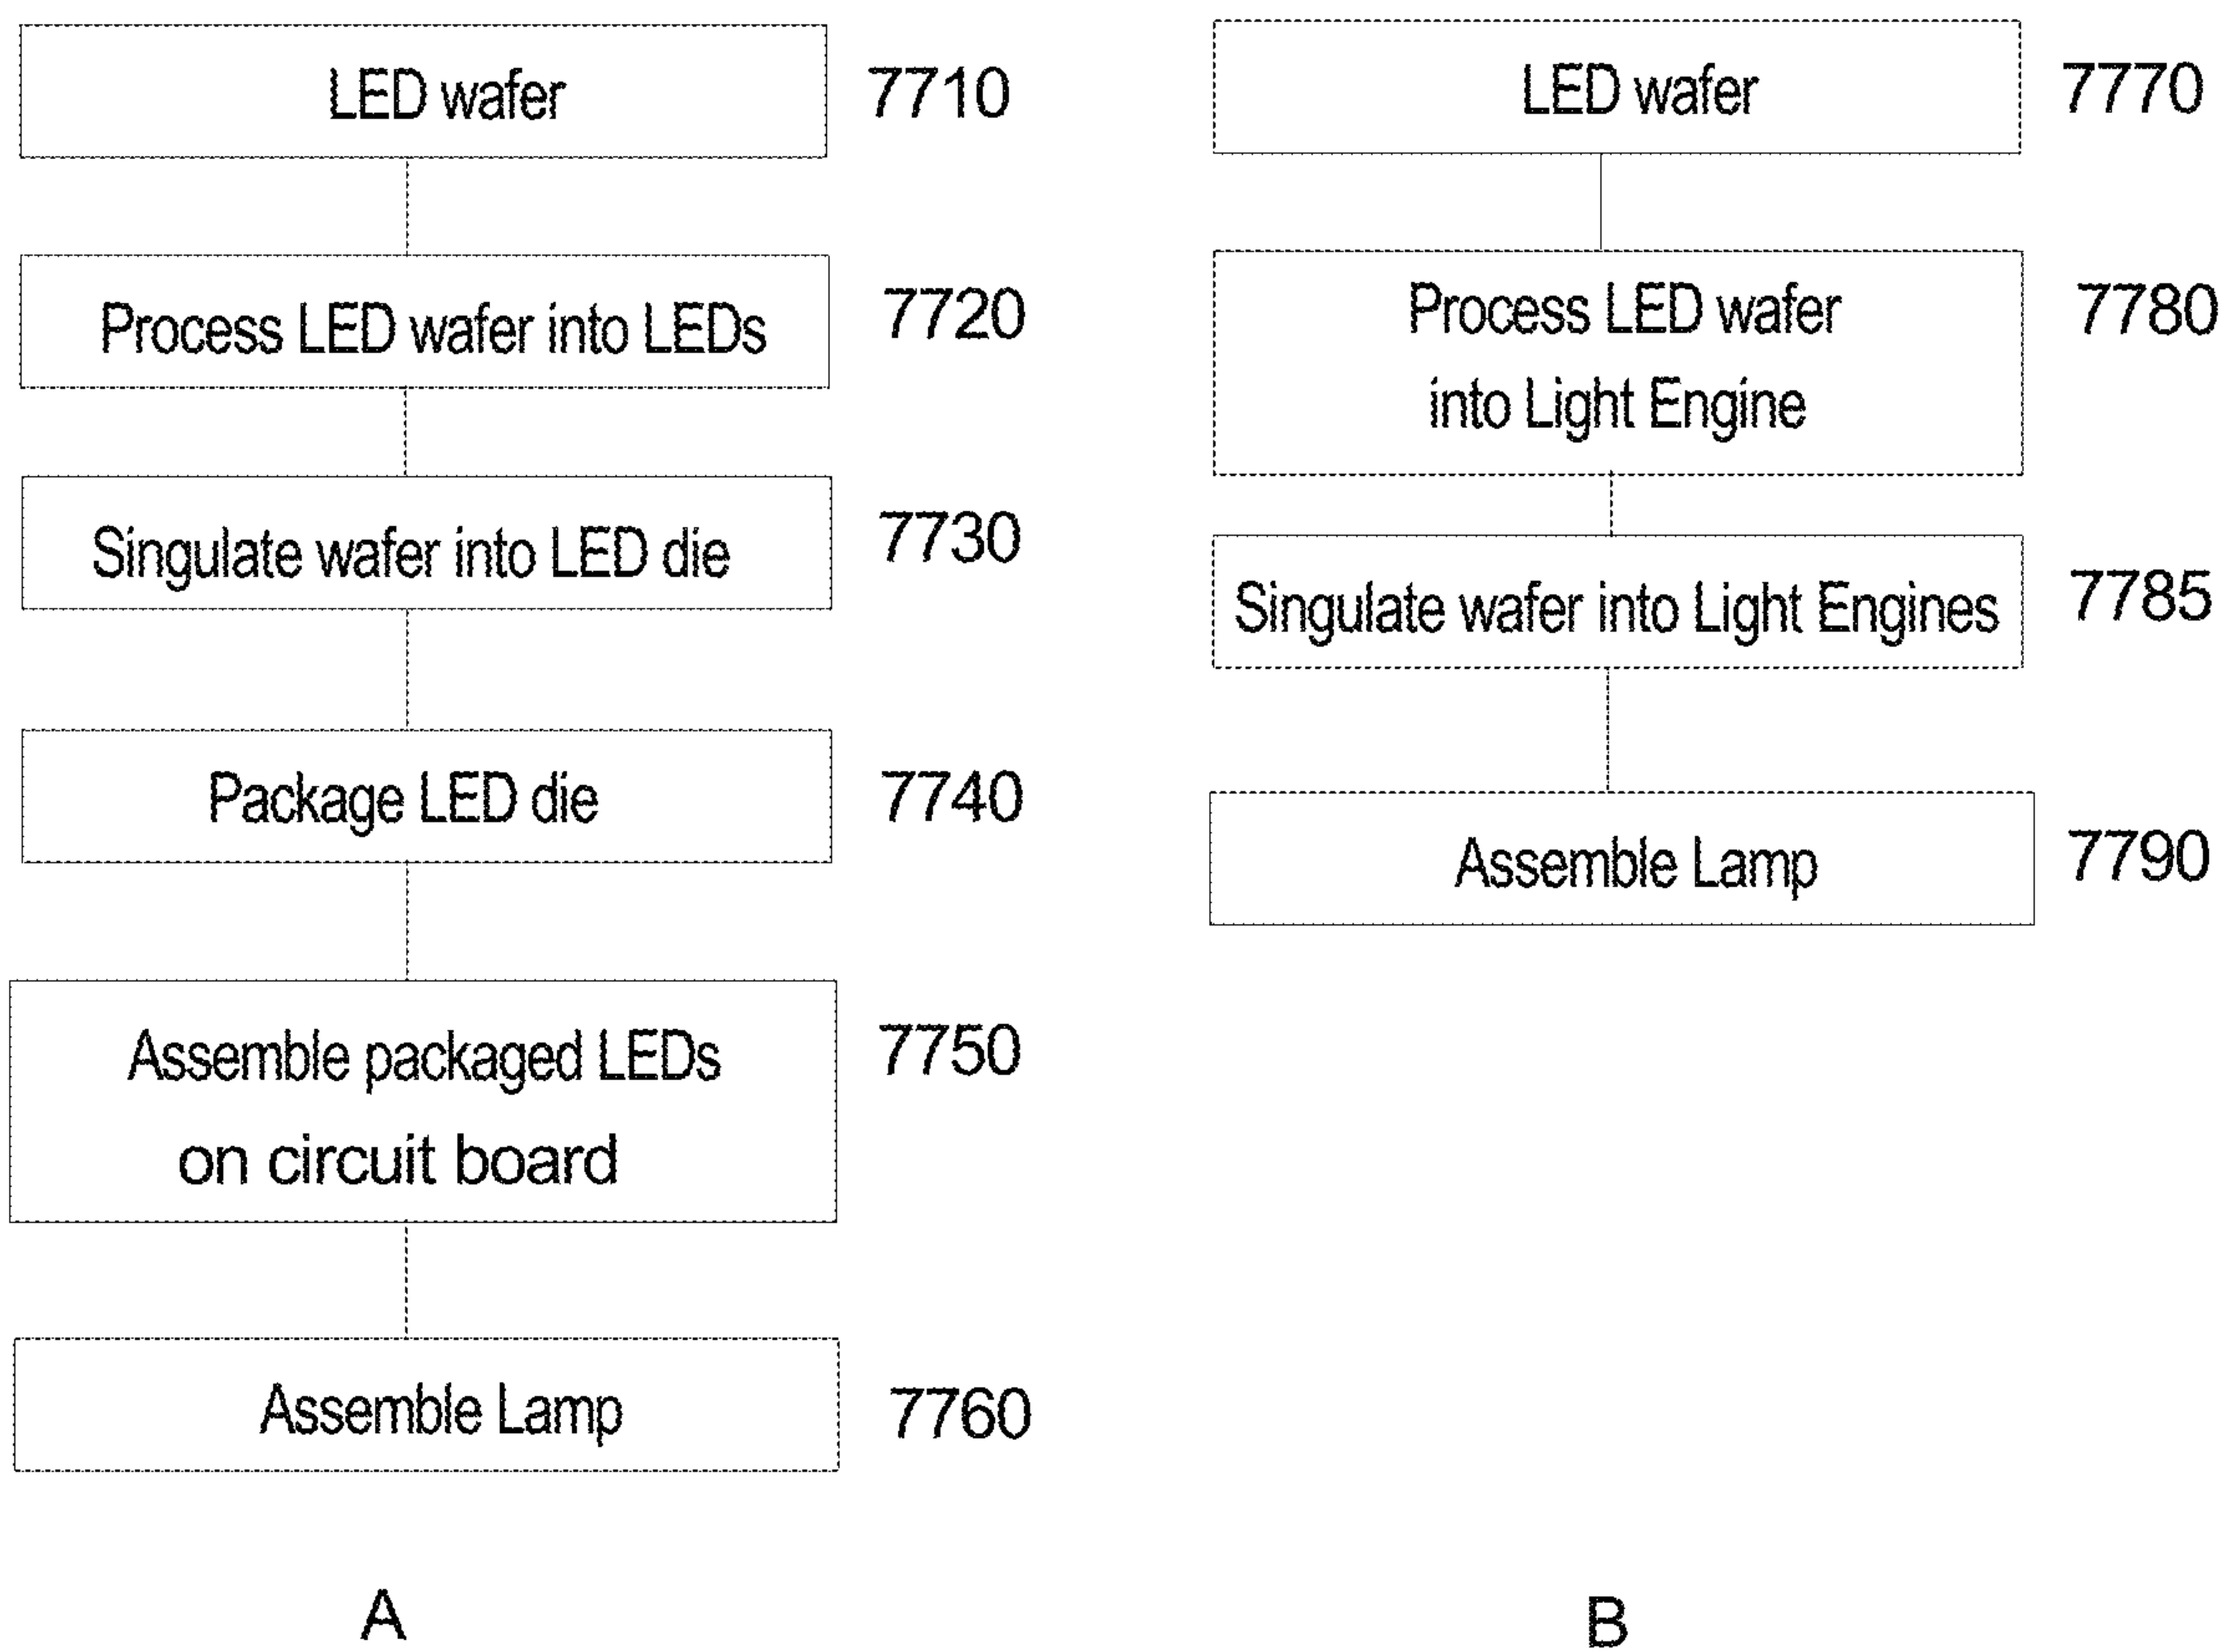 LED wafer
7710
Process LED wafer into LEDs
7720
Singulate wafer into LED die
7730
Package LED die
7740
Assemble packaged LEDs
on circuit board
7750
Assemble Lamp
7760
A
LED wafer
7770
Process LED wafer
into Light Engine
7780
Singulate wafer into Light Engines
7785
Assemble Lamp
7790
B